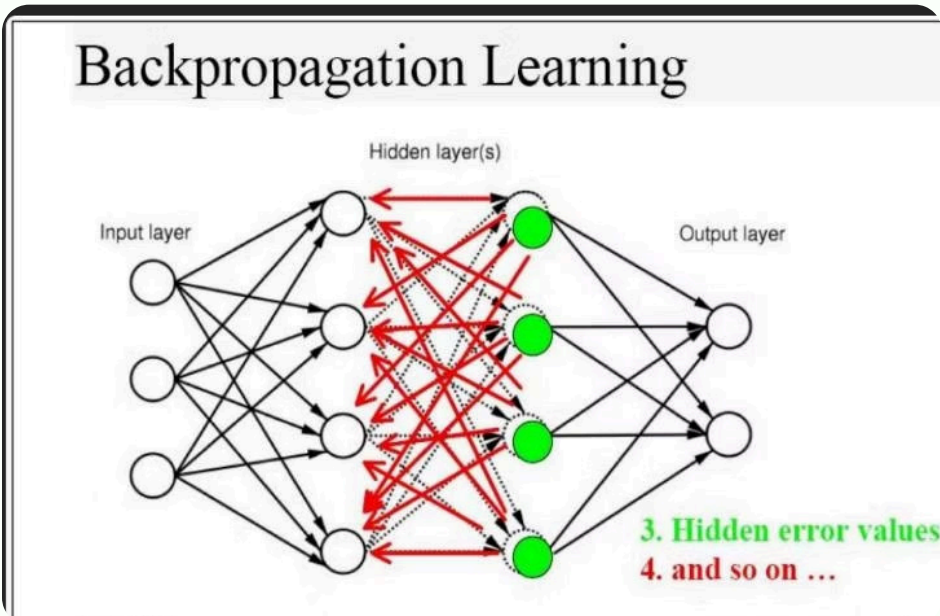 Backpropagation Learning
Hidden layer(s)
Input layer
Output layer
3. Hidden error values
4. and so on ...